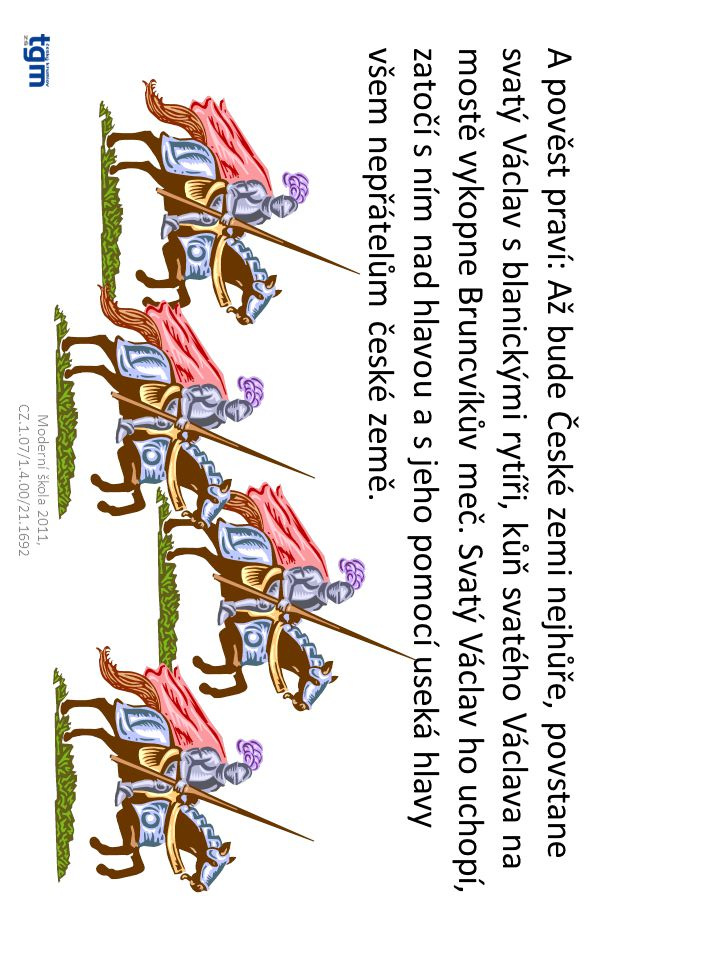 A pověst praví: Až bude České zemi nejhůře, povstane
svatý Václav s blanickými rytíři, kůň svatého Václava na
mostě vykopne Bruncvíkův meč. Svatý Václav ho uchopí,
zatočí s ním nad hlavou a s jeho pomocí useká hlavy
všem nepřátelům české země.
Moderní škola 2011,
CZ.1.07/1.4.00/21.1692
tgm
český krumlov